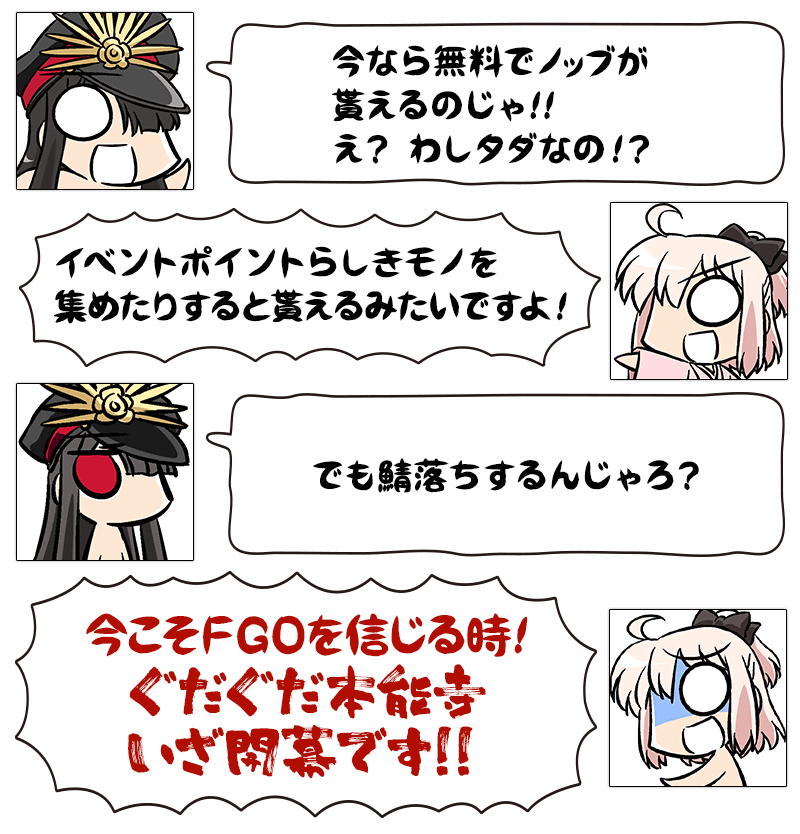 今なら無料でノッブが
貰えるのじゃ!!
え? わしタダなの!?
イベントポイントらしきモノを
集めたりすると貰えるみたいですよ!
でも鯖落ちするんじゃろ?
今こそFGOを信じる時!
ぐだぐだ本能寺
いざ開幕です!!